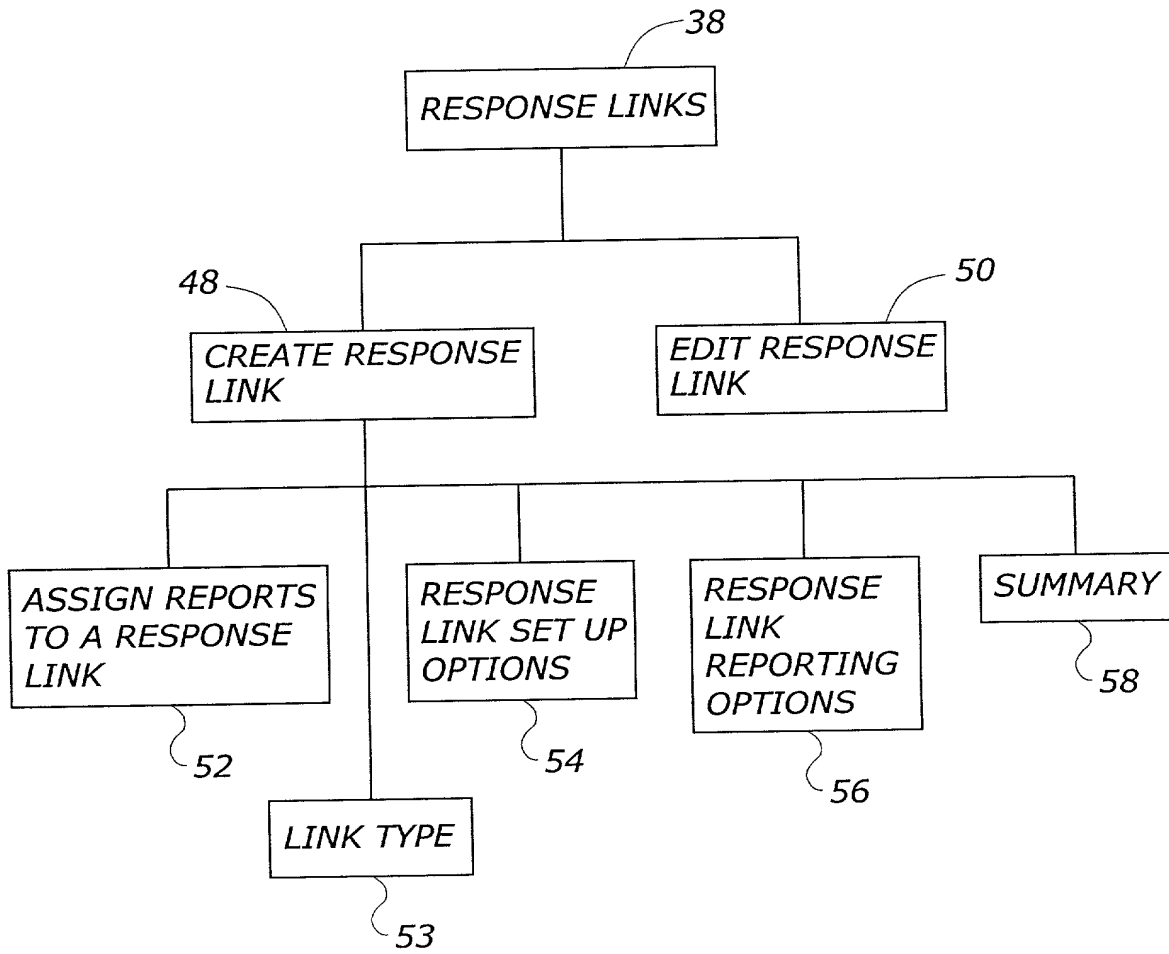 38
RESPONSE LINKS
48
50
CREATE RESPONSE
LINK
EDIT RESPONSE
LINK
ASSIGN REPORTS
TO A RESPONSE
LINK
RESPONSE
LINK SET UP
OPTIONS
RESPONSE
LINK
REPORTING
OPTIONS
SUMMARY
52
54
56
58
LINK TYPE
53